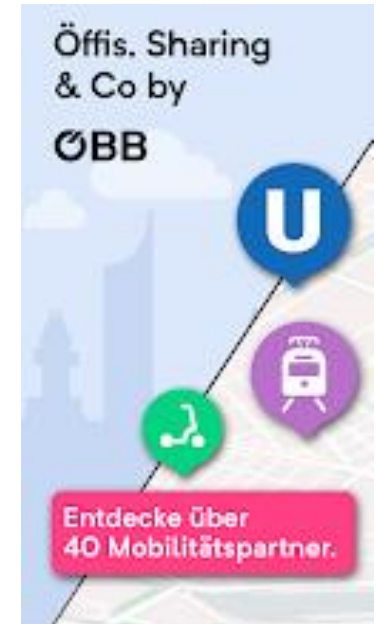 Öffis. Sharing
& Co by
ÖBB
U
Entdecke über
40 Mobilitätspartner.